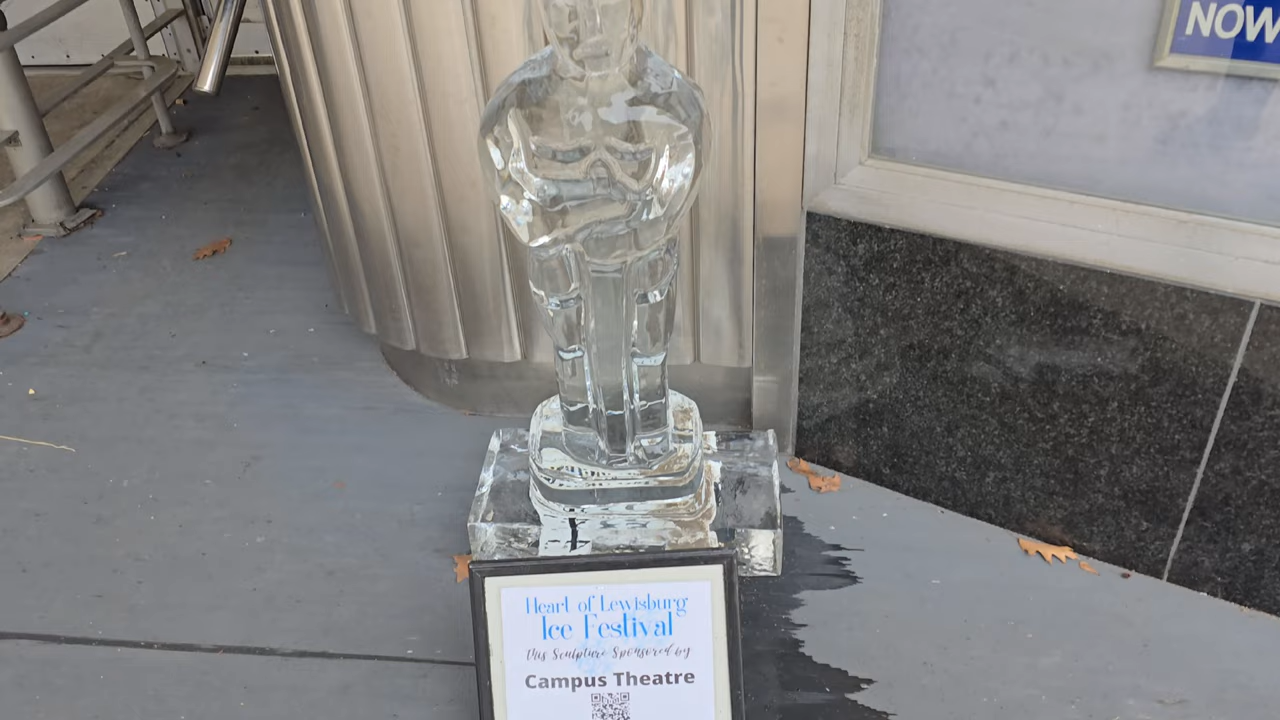 NOW
Heart of Lewisburg
Ice Festival
this Sculpture Sponsored by
Campus Theatre